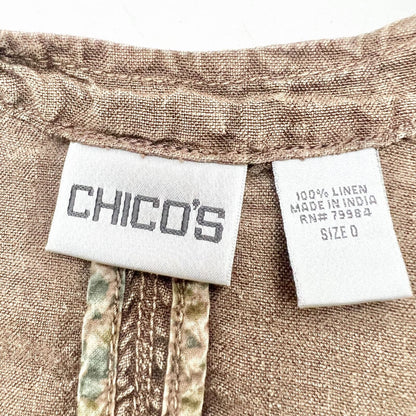 CHICO'S
100% LINEN
MADE IN INDIA
RN# 79984
SIZE 0